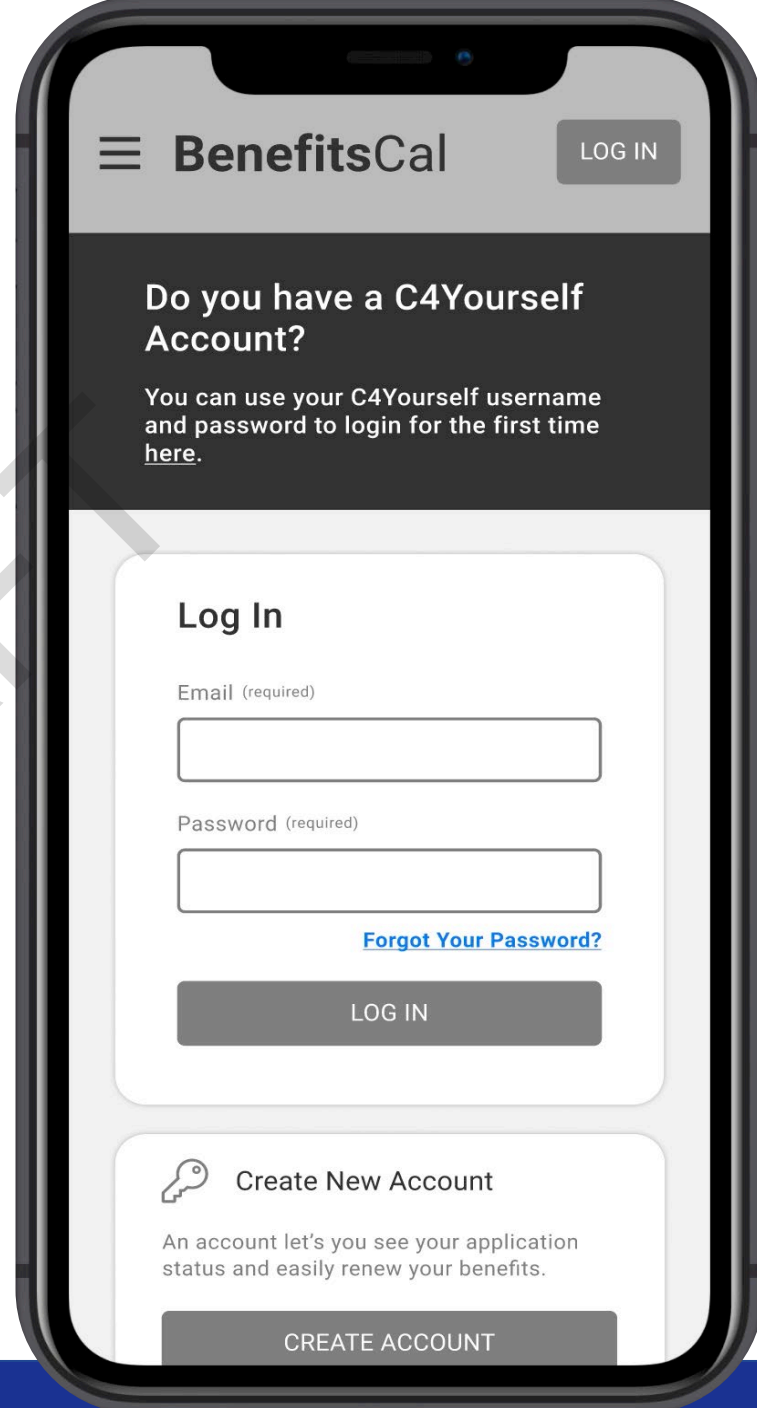 BenefitsCal
LOG IN
Do you have a C4Yourself
Account?
You can use your C4Yourself username
and password to login for the first time
here.
Log In
Email (required)
Password (required)
Forgot Your Password?
LOG IN
Create New Account
An account let's you see your application
status and easily renew your benefits.
CREATE ACCOUNT